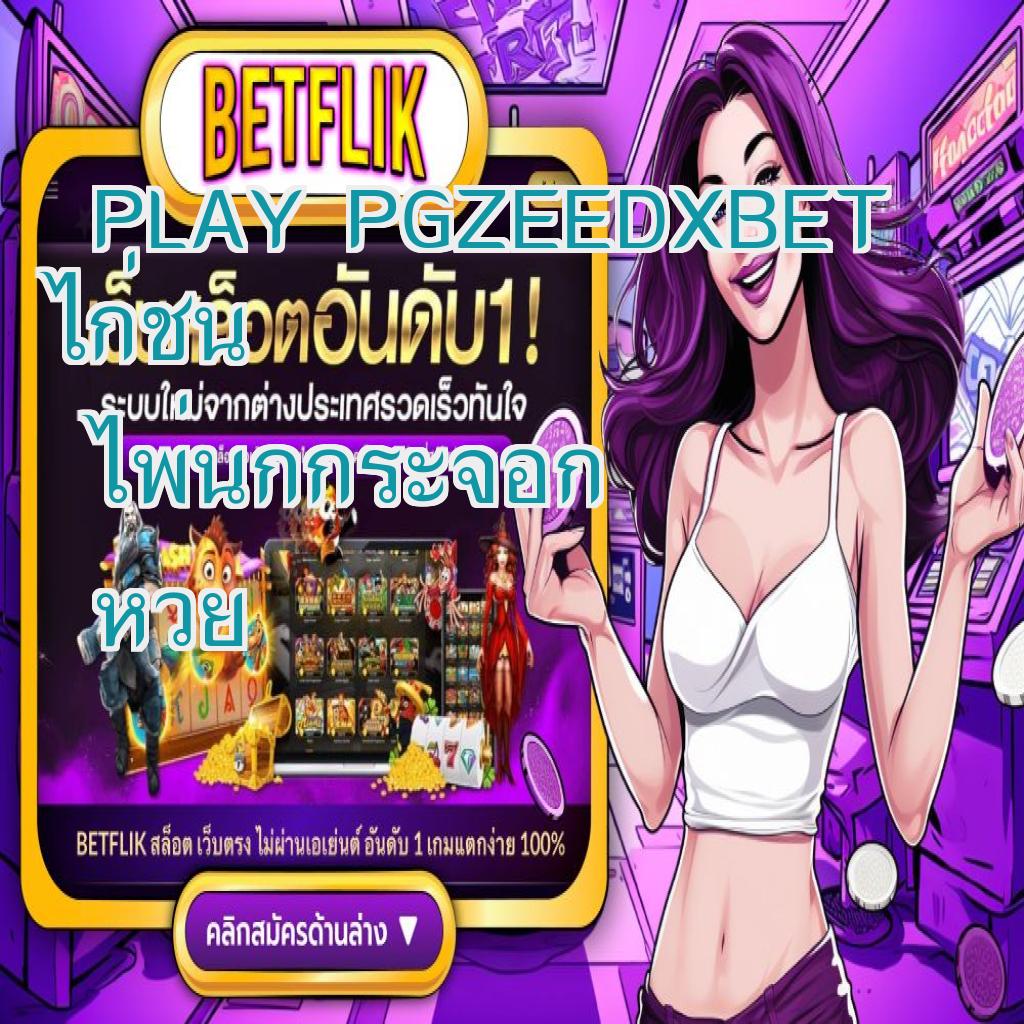 BETFLIK
PLAY PGZEEDXBET
อันดับ1!
ไก่ชน
ระบบใหม่จากต่างประเทศรวดเร็วทันใจ
ไพ่นกกระจอก
หวย
BETFLIK สล็อต เว็บตรง ไม่ผ่านเอเย่นต์ อันดับ 1 เกมแตกง่าย 100%
คลิกสมัครด้านล่าง ▼